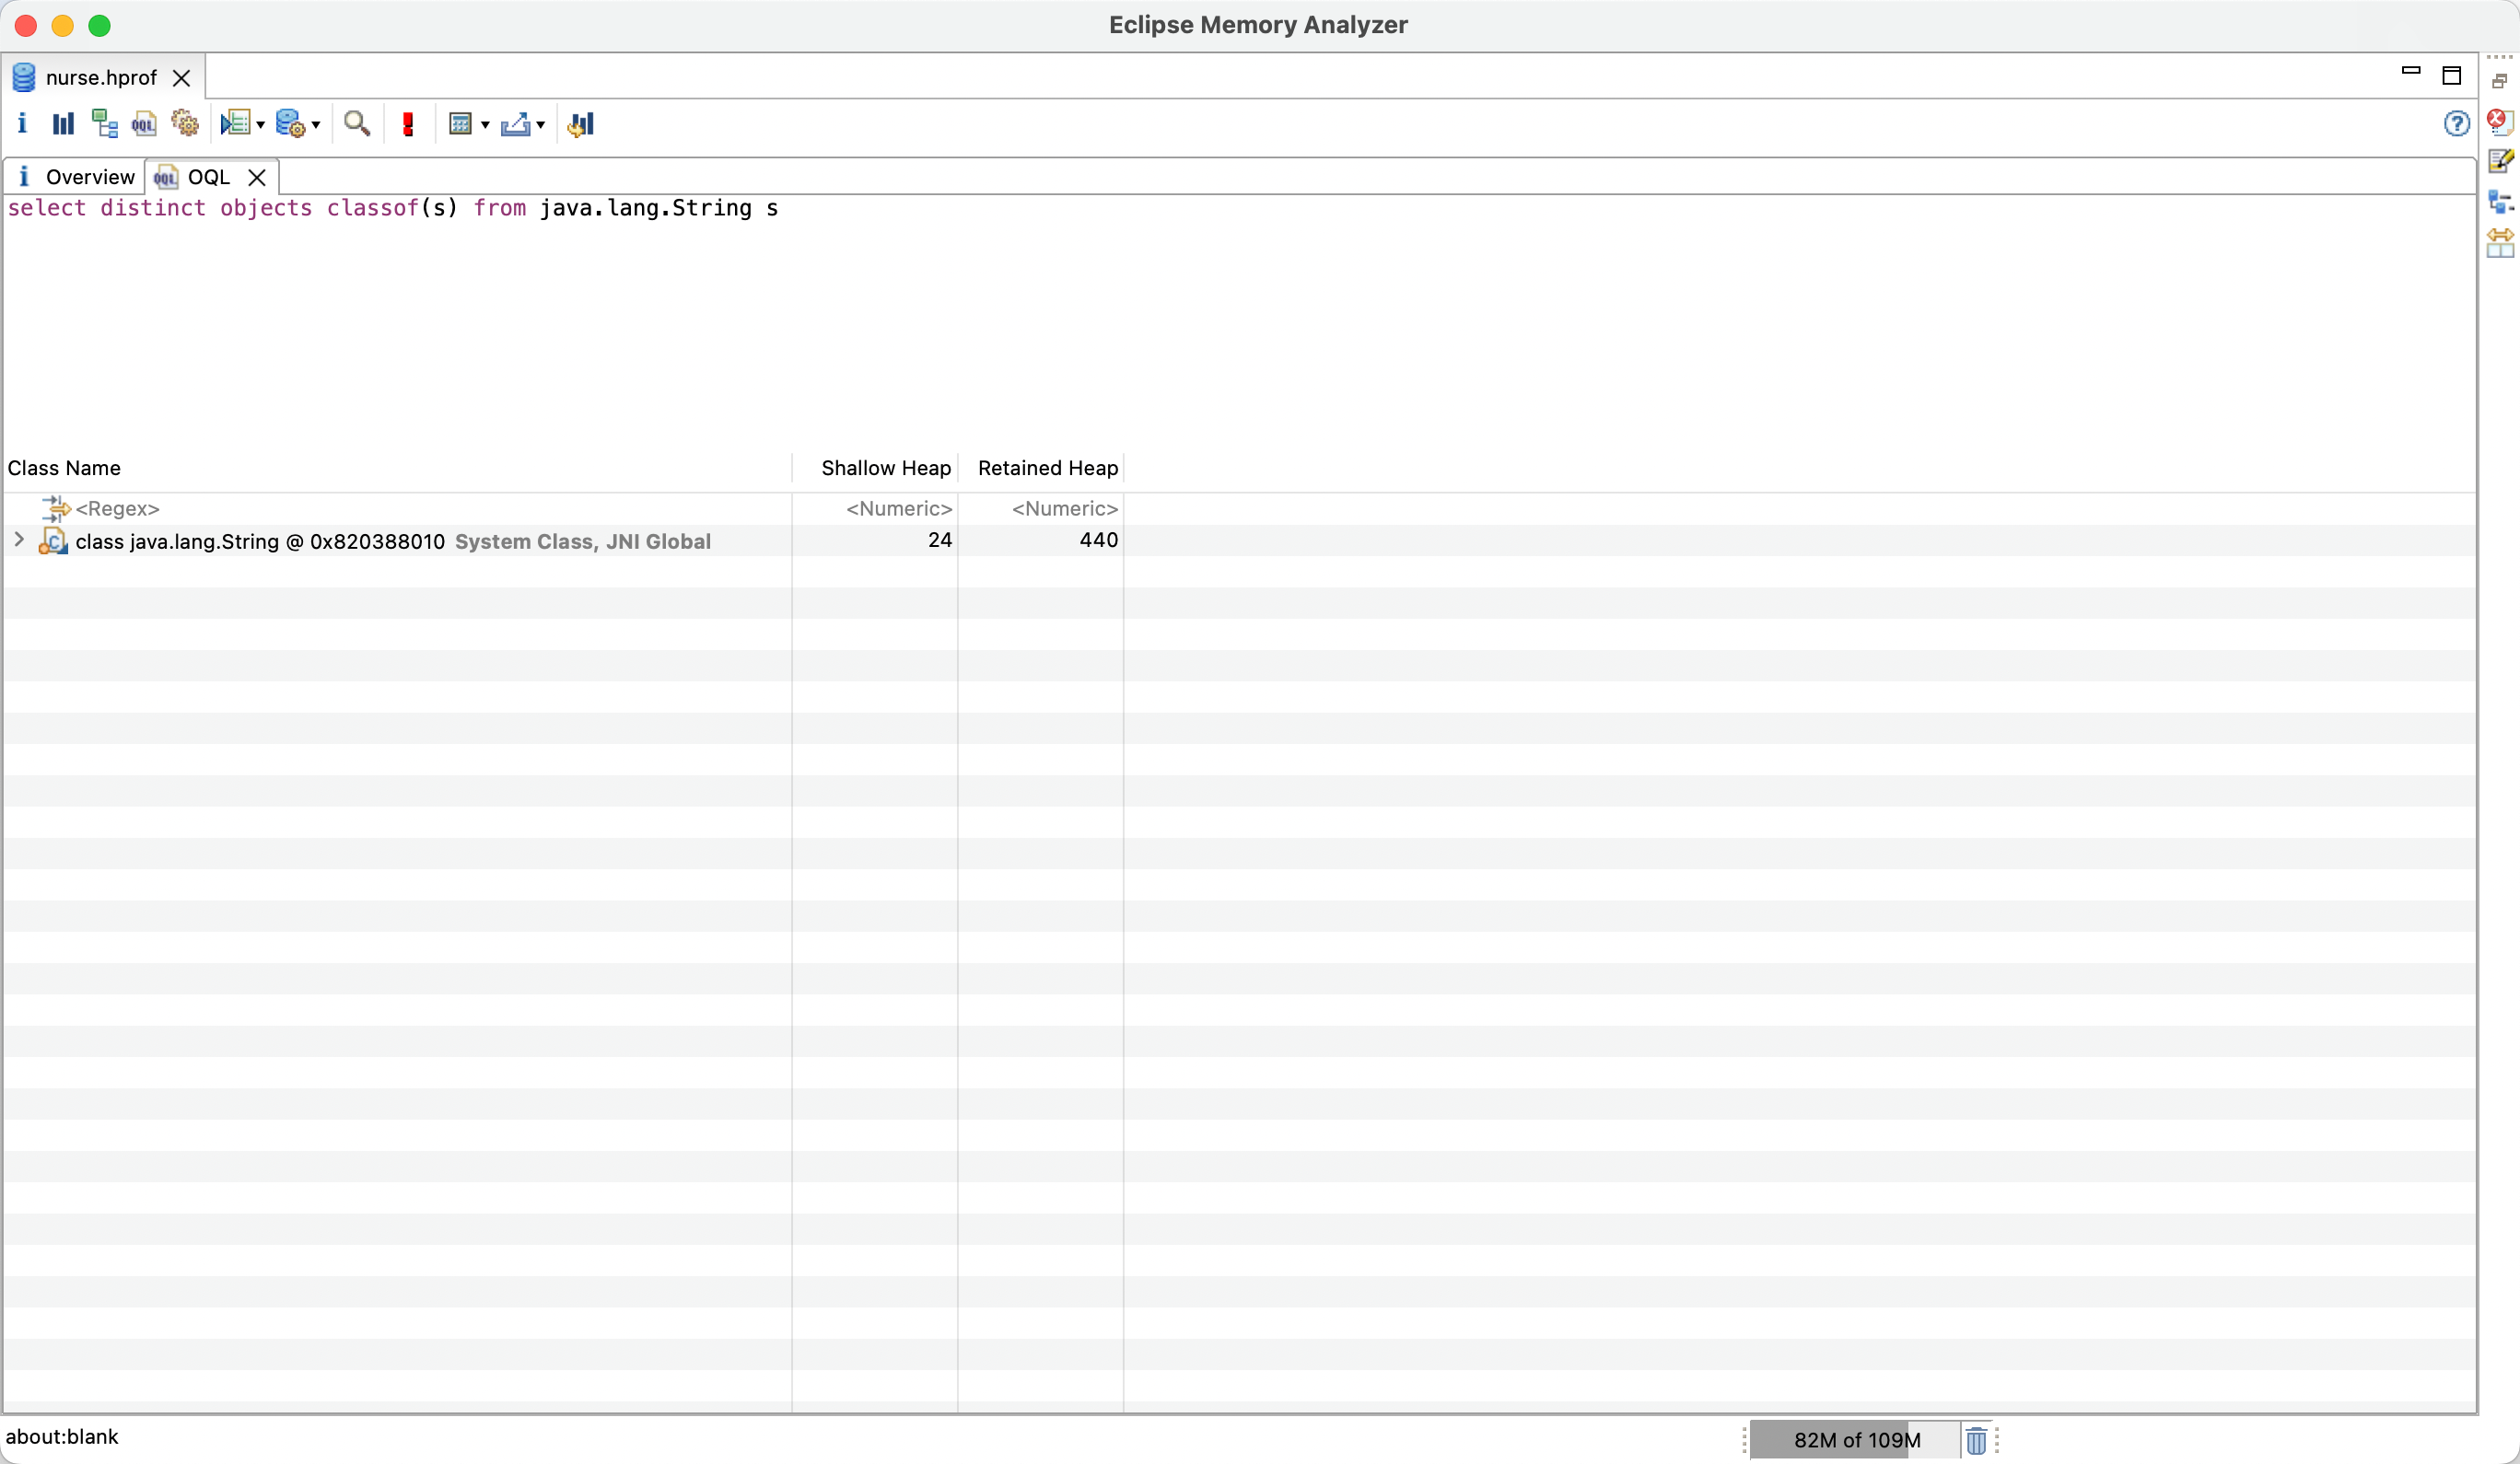 Eclipse Memory Analyzer
nurse.hprof
i OQL
i Overview OQL OQL
select distinct objects classof(s) from java.lang.String s
Class Name Shallow Heap Retained Heap
<Regex> <Numeric> <Numeric>
class java.lang.String @ 0x820388010 System Class, JNI Global 24 440
about:blank 82M of 109M